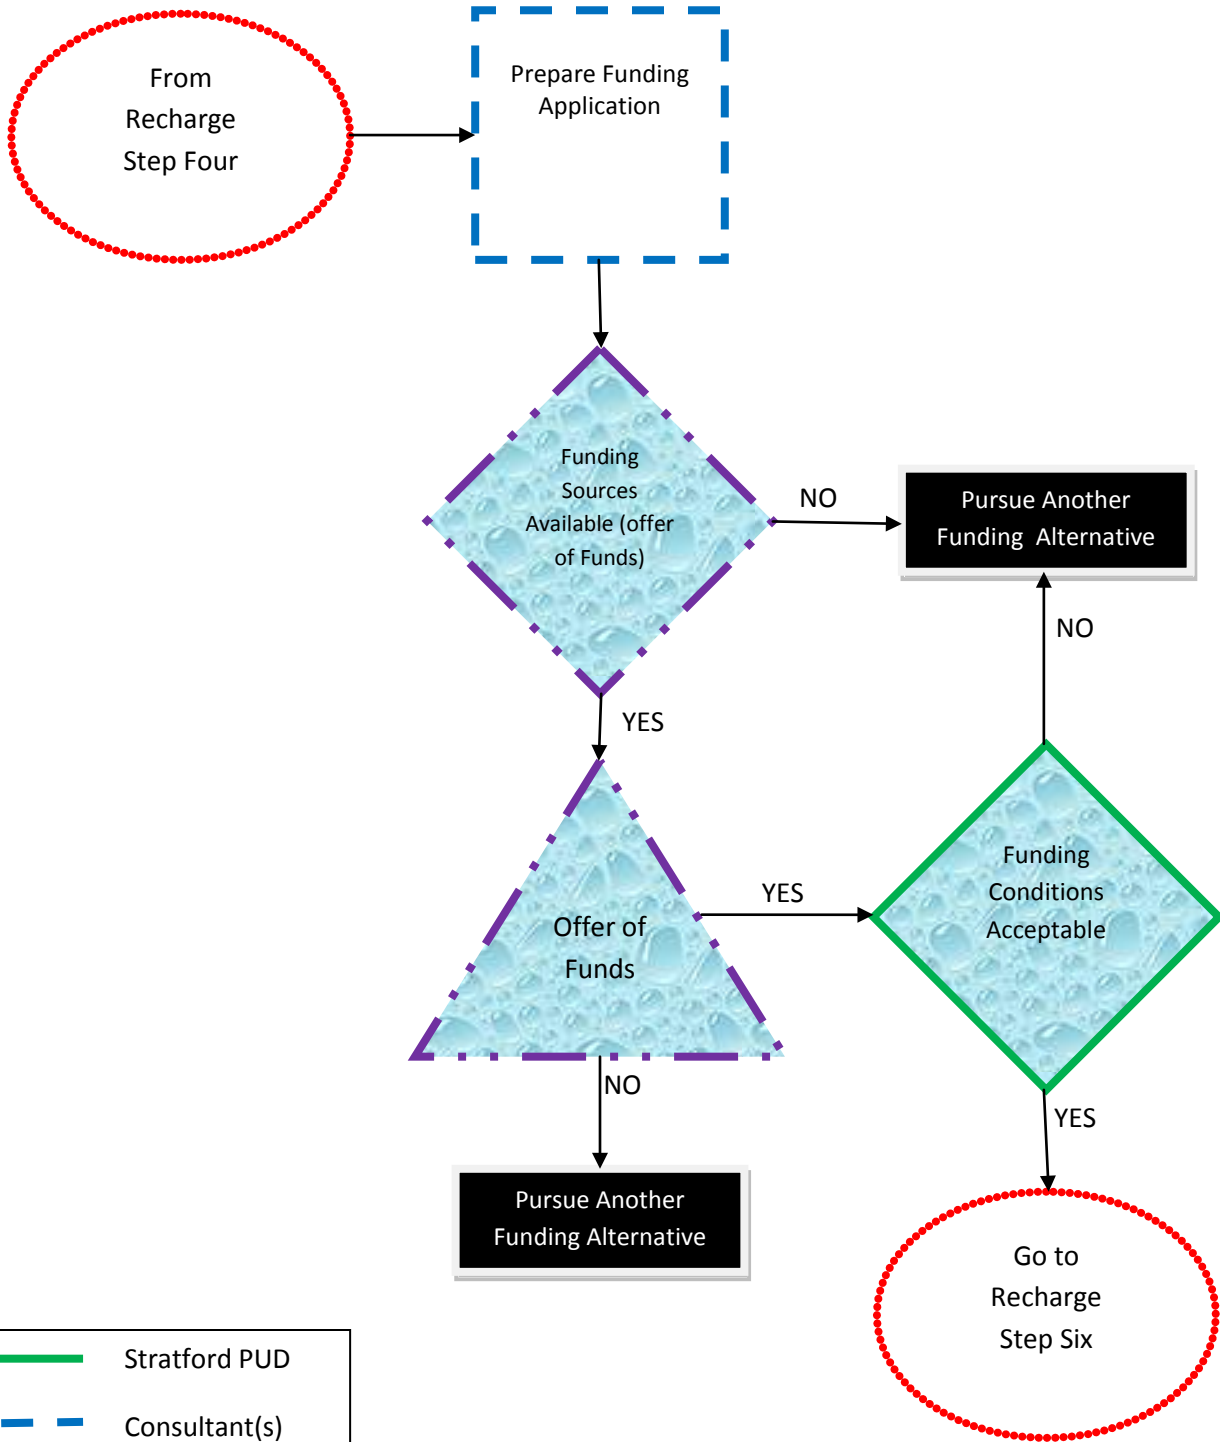 From
Recharge
Step Four
Prepare Funding
Application
Funding
Sources
Available (offer
of Funds)
NO
Pursue Another
Funding Alternative
NO
YES
Offer of
Funds
YES
Funding
Conditions
Acceptable
NO
YES
Pursue Another
Funding Alternative
Go to
Recharge
Step Six
Stratford PUD
Consultant(s)